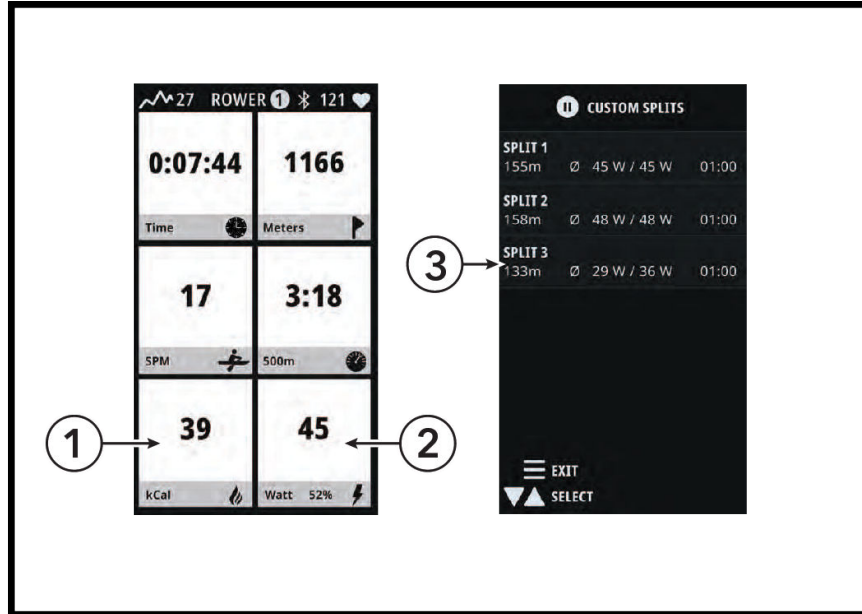 27 ROWER 1 121
0:07:44 1166
Time Meters
17 3:18
SPM 500m
39 45
kCal Watt 52%
1
2
CUSTOM SPLITS
SPLIT 1
155m Ø 45 W / 45 W 01:00
SPLIT 2
158m Ø 48 W / 48 W 01:00
SPLIT 3
133m Ø 29 W / 36 W 01:00
3
EXIT
SELECT